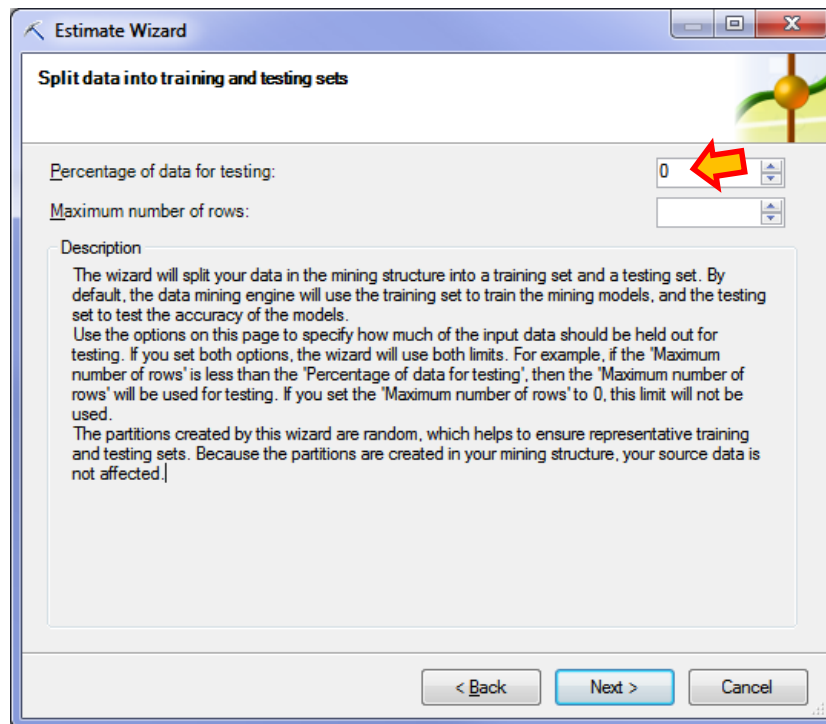 Estimate Wizard
Split data into training and testing sets
Percentage of data for testing:
0
Maximum number of rows:
Description
The wizard will split your data in the mining structure into a training set and a testing set. By
default, the data mining engine will use the training set to train the mining models, and the testing
set to test the accuracy of the models.
Use the options on this page to specify how much of the input data should be held out for
testing. If you set both options, the wizard will use both limits. For example, if the 'Maximum
number of rows' is less than the 'Percentage of data for testing', then the 'Maximum number of
rows' will be used for testing. If you set the 'Maximum number of rows' to 0, this limit will not be
used.
The partitions created by this wizard are random, which helps to ensure representative training
and testing sets. Because the partitions are created in your mining structure, your source data is
not affected.
< Back
Next >
Cancel